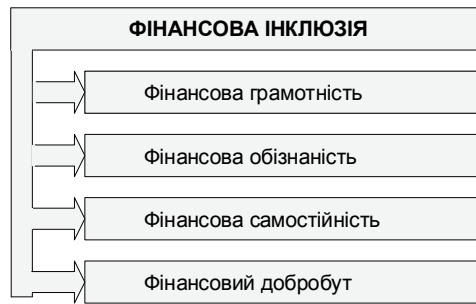 ФІНАНСОВА ІНКЛЮЗІЯ
Фінансова грамотність
Фінансова обізнаність
Фінансова самостійність
Фінансовий добробут